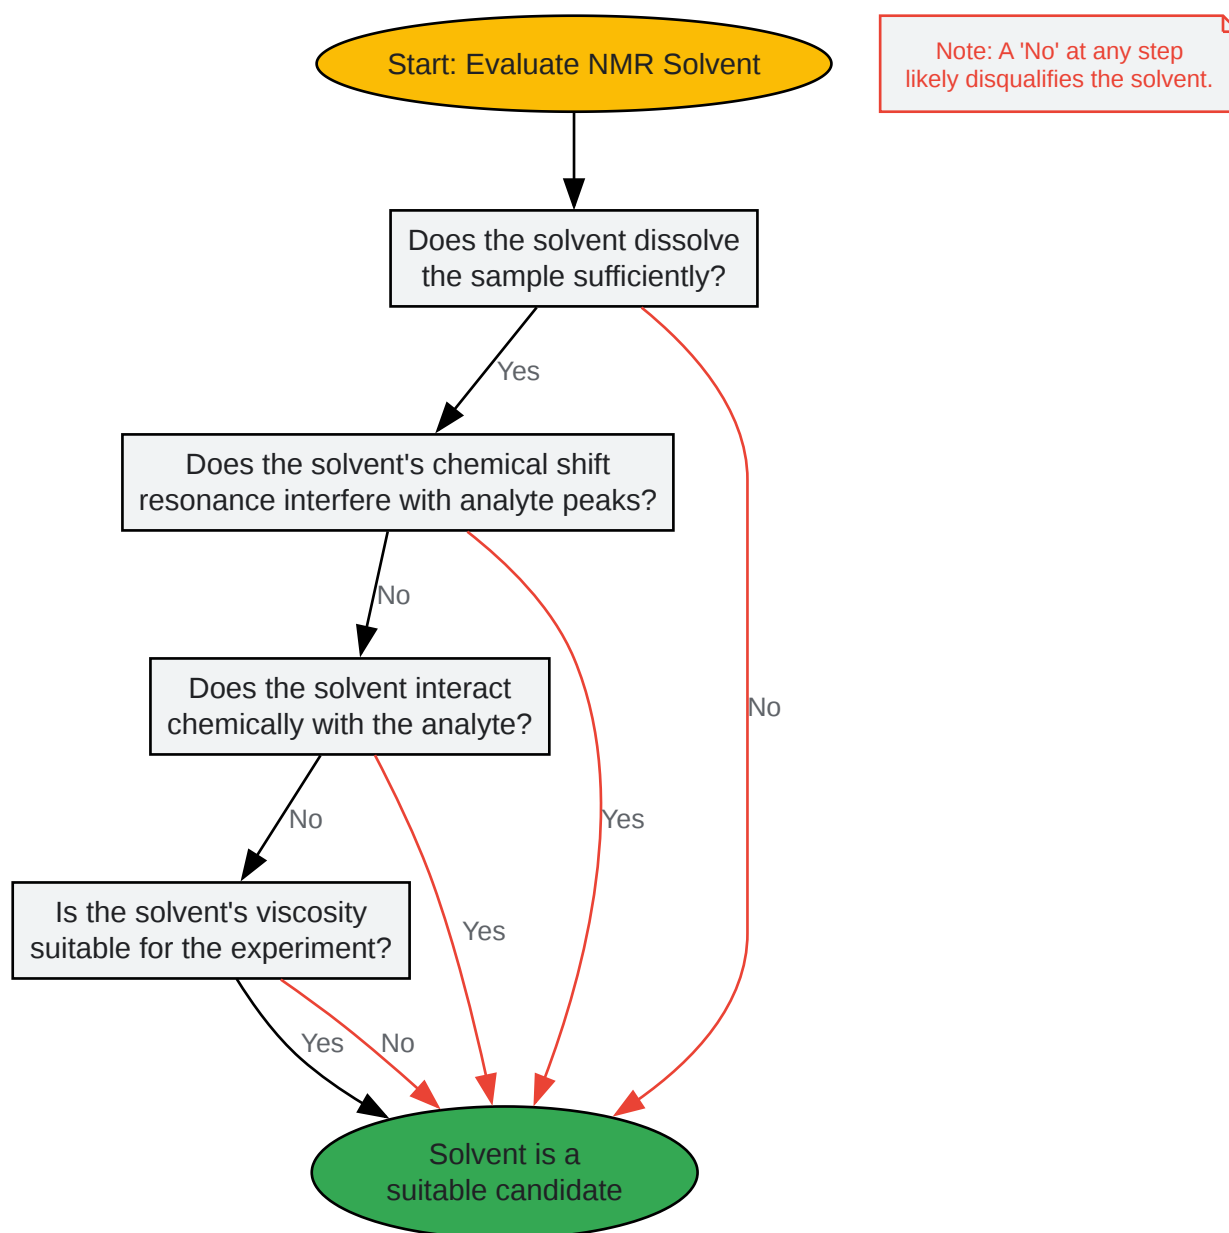 Start: Evaluate NMR Solvent
Note: A 'No' at any step
likely disqualifies the solvent.
Does the solvent dissolve
the sample sufficiently?
Yes
Does the solvent's chemical shift
resonance interfere with analyte peaks?
No
Does the solvent interact
chemically with the analyte?
No
No
Yes
Is the solvent's viscosity
suitable for the experiment?
Yes
Yes
No
Solvent is a
suitable candidate